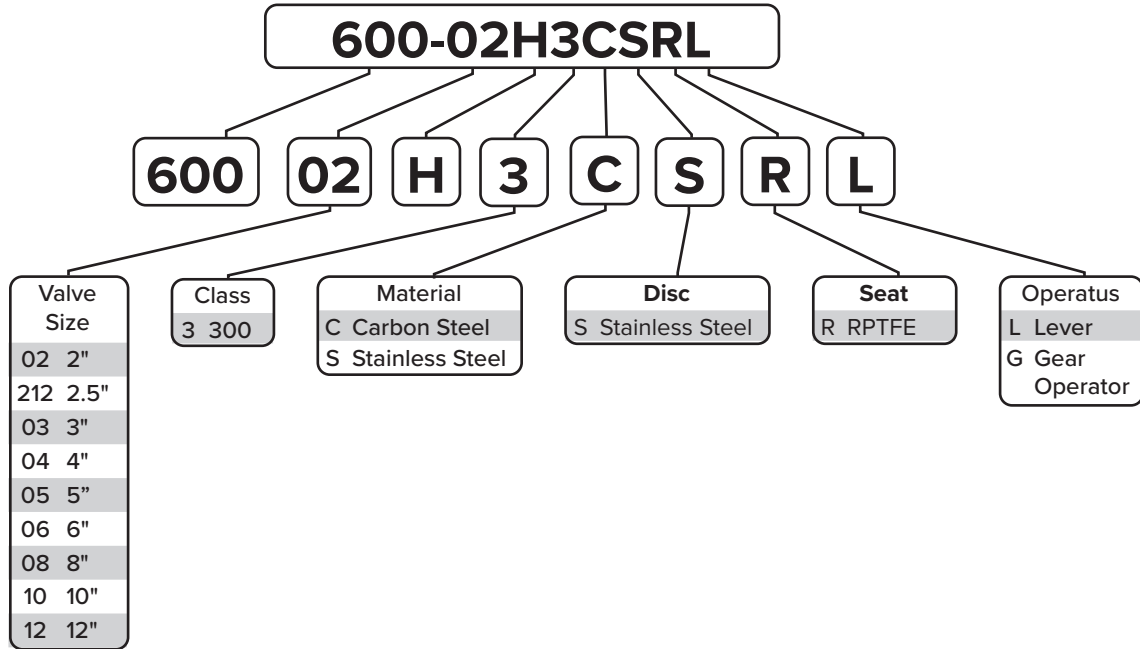 600-02H3CSRL
600 02 H 3 C S R L
Valve
Size
02 2"
212 2.5"
03 3"
04 4"
05 5”
06 6"
08 8"
10 10"
12 12"
Class
3 300
Material
C Carbon Steel
S Stainless Steel
Disc
S Stainless Steel
Seat
R RPTFE
Operatus
L Lever
G Gear
Operator